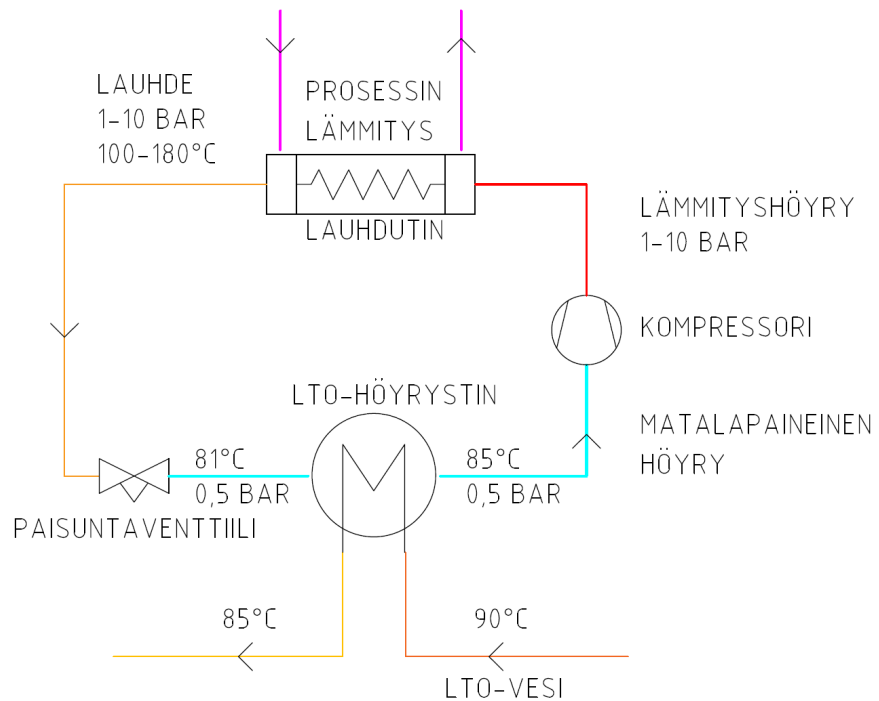 LAUHDE
1-10 BAR
100-180°C
PROSESSIN
LÄMMITYS
LAUHDUTIN
LÄMMITYSHÖYRY
1-10 BAR
KOMPRESSORI
LTO-HÖYRYSTIN
MATALAPAINEINEN
HÖYRY
81°C
0,5 BAR
85°C
0,5 BAR
PAISUNTAVENTTIILI
85°C
90°C
LTO-VESI